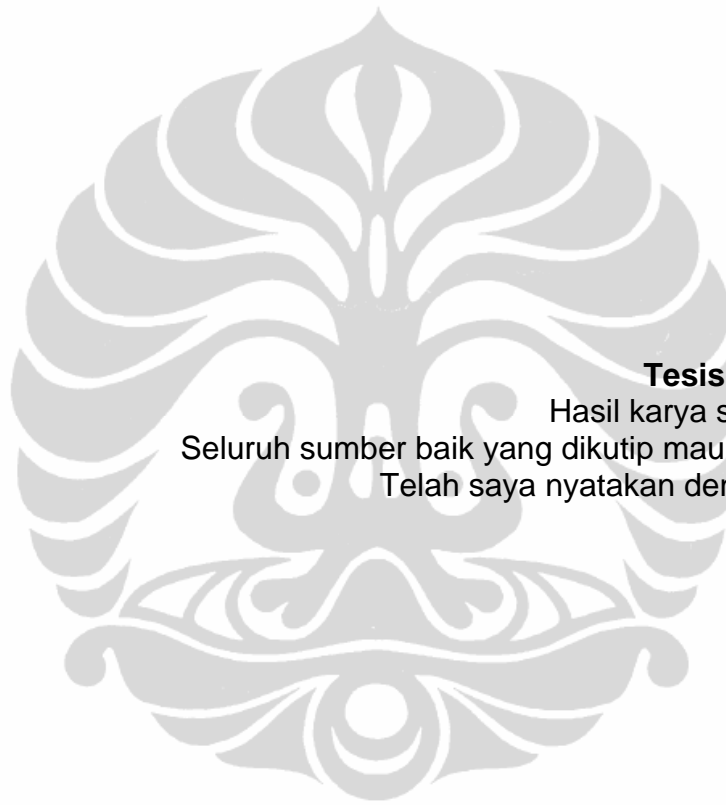 Tesis
Hasil karya s
Seluruh sumber baik yang dikutip mau
Telah saya nyatakan der